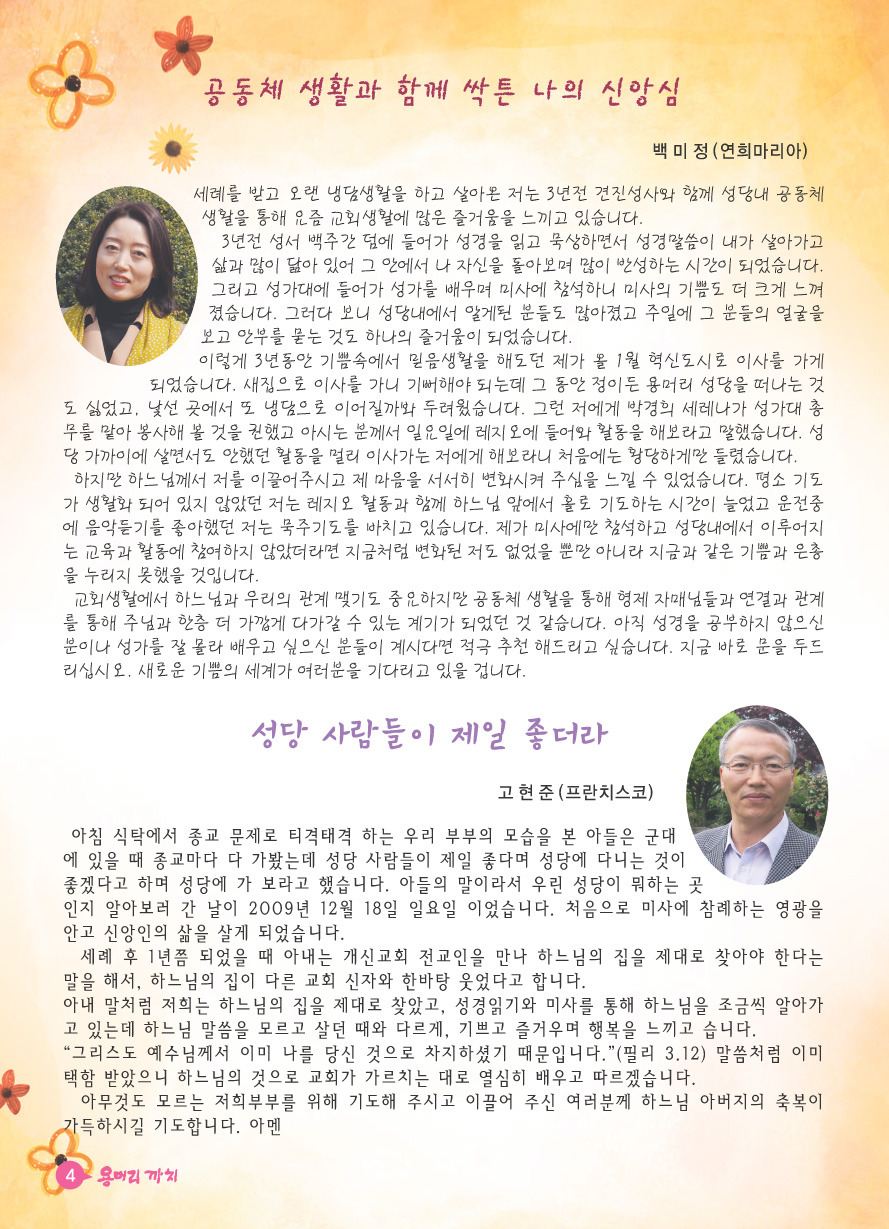 공동체 생활과 함께 싹튼 나의 신앙심
백 미 정 (연희마리아)
세례를 받고 오랜 냉담생활을 하고 살아온 저는 3년전 견진성사와 함께 성당내 공동체
생활을 통해 요즘 교회생활에 많은 즐거움을 느끼고 있습니다.
3년전 성서 백주간 덤에 들어가 성경을 읽고 묵상하면서 성경말씀이 내가 살아가고
삶과 많이 닮아 있어 그 안에서 나 자신을 돌아보며 많이 반성하는 시간이 되었습니다.
그리고 성가대에 들어가 성가를 배우며 미사에 참석하니 미사의 기쁨도 더 크게 느껴
졌습니다. 그러다 보니 성당내에서 알게된 분들도 많아졌고 주일에 그 분들의 얼굴을
보고 안부를 묻는 것도 하나의 즐거움이 되었습니다.
이렇게 3년동안 기쁨속에서 믿음생활을 해오던 제가 올 1월 혁신도시로 이사를 가게
되었습니다. 새집으로 이사를 가니 기뻐해야 되는데 그 동안 정이든 용머리 성당을 떠나는 것
도 싫었고, 낯선 곳에서 또 냉담으로 이어질까봐 두려웠습니다. 그런 저에게 박경희 세레나가 성가대 총
무를 맡아 봉사해 볼 것을 권했고 아시는 분께서 일요일에 레지오에 들어와 활동을 해보라고 말했습니다. 성
당 가까이에 살면서도 안했던 활동을 멀리 이사가는 저에게 해보라니 처음에는 황당하게만 들렸습니다.
하지만 하느님께서 저를 이끌어주시고 제 마음을 서서히 변화시켜 주심을 느낄 수 있었습니다. 평소 기도
가 생활화 되어 있지 않았던 저는 레지오 활동과 함께 하느님 앞에서 홀로 기도하는 시간이 늘었고 운전중
에 음악듣기를 좋아했던 저는 묵주기도를 바치고 있습니다. 제가 미사에만 참석하고 성당내에서 이루어지
는 교육과 활동에 참여하지 않았더라면 지금처럼 변화된 저도 없었을 뿐만 아니라 지금과 같은 기쁨과 은총
을 누리지 못했을 것입니다.
교회생활에서 하느님과 우리의 관계 맺기도 중요하지만 공동체 생활을 통해 형제 자매님들과 연결과 관계
를 통해 주님과 한층 더 가깝게 다가갈 수 있는 계기가 되었던 것 같습니다. 아직 성경을 공부하지 않으신
분이나 성가를 잘 몰라 배우고 싶으신 분들이 계시다면 적극 추천 해드리고 싶습니다. 지금 바로 문을 두드
리십시오. 새로운 기쁨의 세계가 여러분을 기다리고 있을 겁니다.
성당 사람들이 제일 좋더라
고 현 준 (프란치스코)
아침 식탁에서 종교 문제로 티격태격 하는 우리 부부의 모습을 본 아들은 군대
에 있을 때 종교마다 다 가봤는데 성당 사람들이 제일 좋다며 성당에 다니는 것이
좋겠다고 하며 성당에 가 보라고 했습니다. 아들의 말이라서 우린 성당이 뭐하는 곳
인지 알아보러 간 날이 2009년 12월 18일 일요일 이었습니다. 처음으로 미사에 참례하는 영광을
안고 신앙인의 삶을 살게 되었습니다.
세례 후 1년쯤 되었을 때 아내는 개신교회 전교인을 만나 하느님의 집을 제대로 찾아야 한다는
말을 해서, 하느님의 집이 다른 교회 신자와 한바탕 웃었다고 합니다.
아내 말처럼 저희는 하느님의 집을 제대로 찾았고, 성경읽기와 미사를 통해 하느님을 조금씩 알아가
고 있는데 하느님 말씀을 모르고 살던 때와 다르게, 기쁘고 즐거우며 행복을 느끼고 습니다.
“그리스도 예수님께서 이미 나를 당신 것으로 차지하셨기 때문입니다.”(필리 3.12) 말씀처럼 이미
택함 받았으니 하느님의 것으로 교회가 가르치는 대로 열심히 배우고 따르겠습니다.
아무것도 모르는 저희부부를 위해 기도해 주시고 이끌어 주신 여러분께 하느님 아버지의 축복이
가득하시길 기도합니다. 아멘
4 용머리 까치